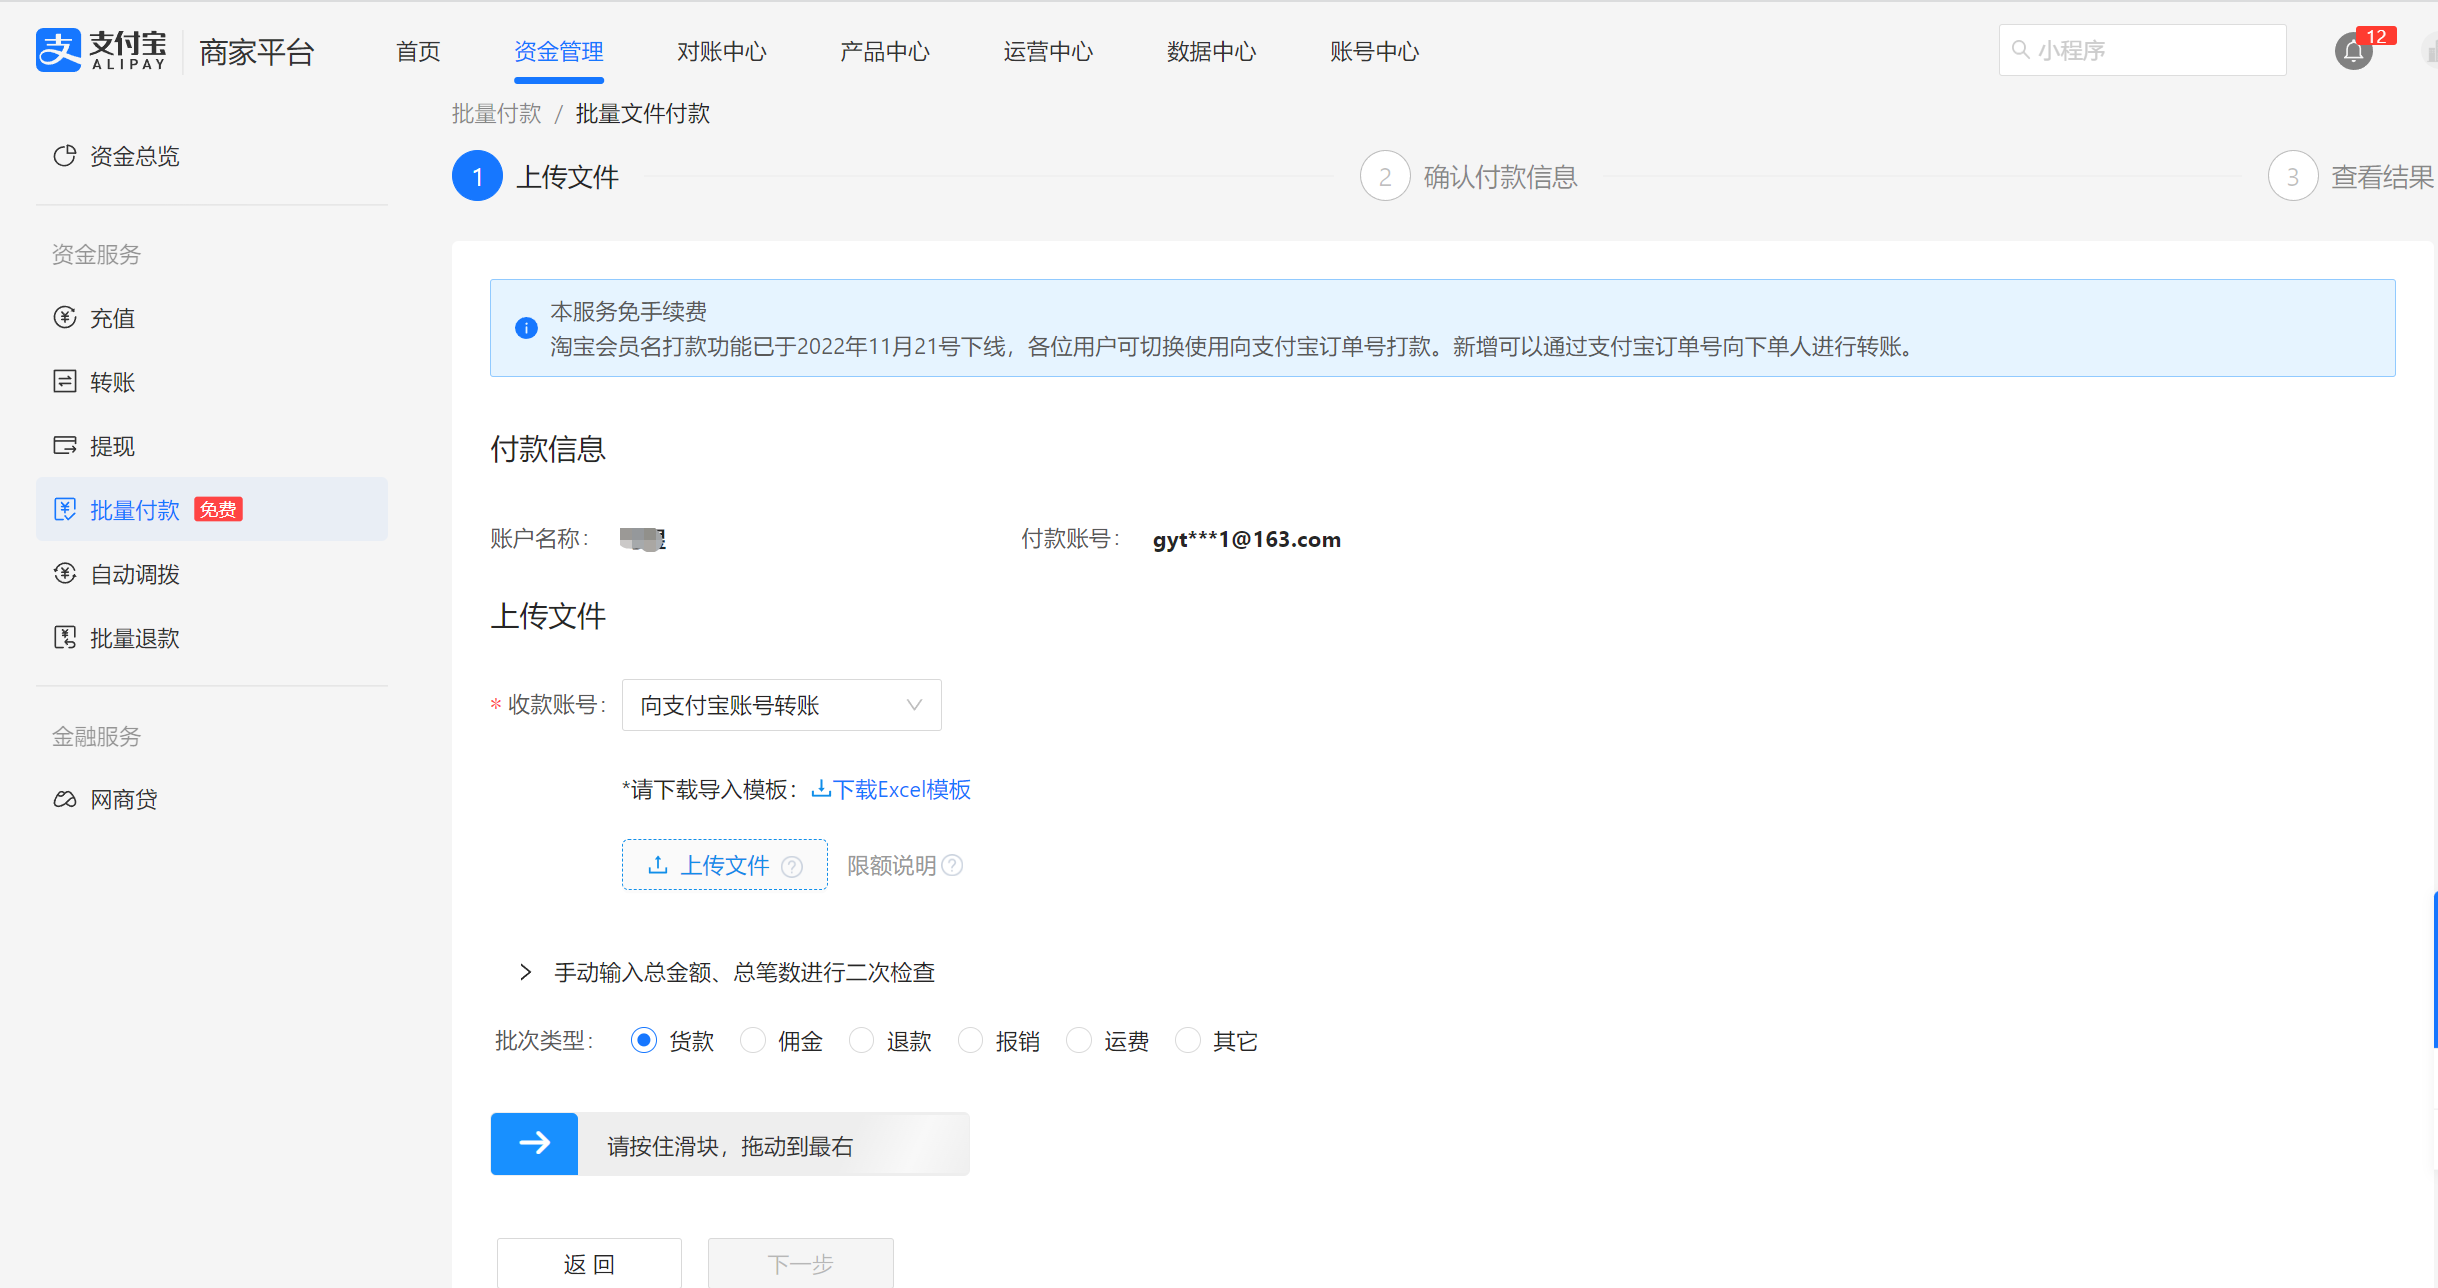 支付宝 ALIPAY 商家平台 首页 资金管理 对账中心 产品中心 运营中心 数据中心 账号中心 小程序 12
批量付款 / 批量文件付款
1 上传文件 2 确认付款信息 3 查看结果
资金总览
资金服务
充值
转账
提现
批量付款 免费
自动调拨
批量退款
金融服务
网商贷
本服务免手续费
淘宝会员名打款功能已于2022年11月21号下线，各位用户可切换使用向支付宝订单号打款。新增可以通过支付宝订单号向下单人进行转账。
付款信息
账户名称： 付款账号： gyt***1@163.com
上传文件
* 收款账号： 向支付宝账号转账
*请下载导入模板： 下载Excel模板
上传文件 限额说明
手动输入总金额、总笔数进行二次检查
批次类型： 货款 佣金 退款 报销 运费 其它
请按住滑块，拖动到最右
返 回 下一步